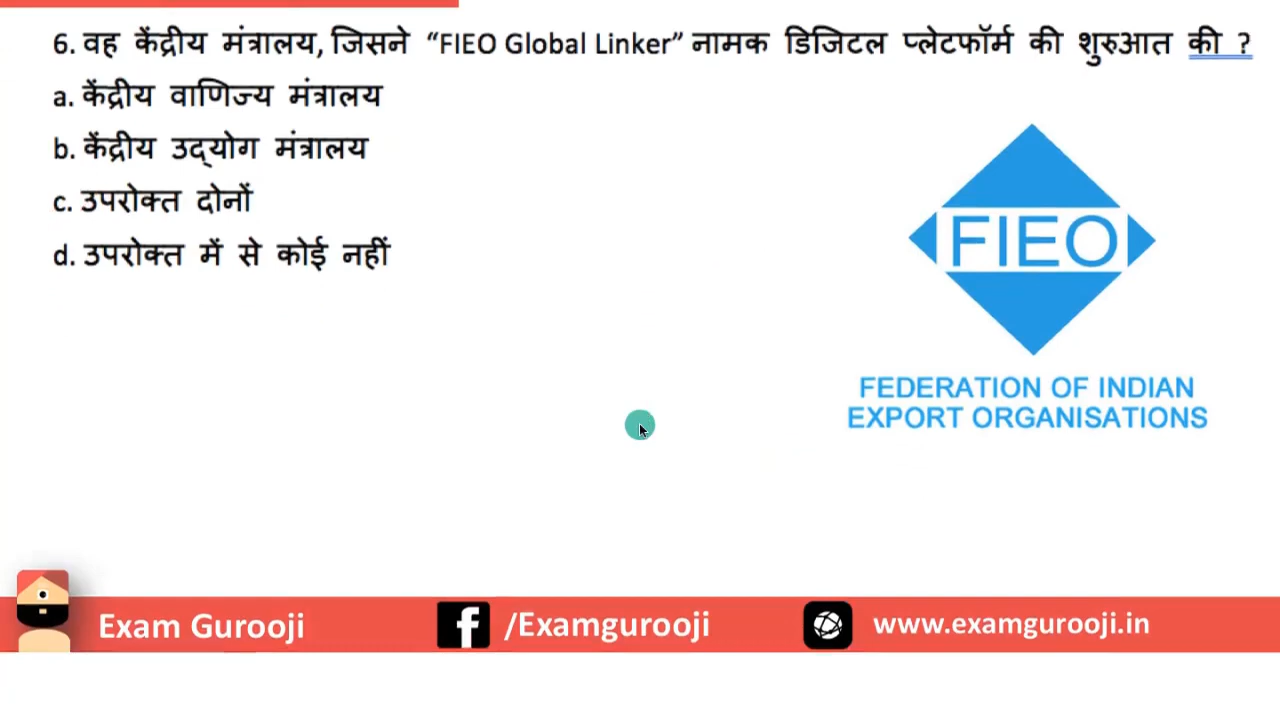 6. वह केंद्रीय मंत्रालय, जिसने “FIEO Global Linker” नामक डिजिटल प्लेटफॉर्म की शुरुआत की ?
a. केंद्रीय वाणिज्य मंत्रालय
b. केंद्रीय उद्योग मंत्रालय
c. उपरोक्त दोनों
d. उपरोक्त में से कोई नहीं
FIEO
FEDERATION OF INDIAN
EXPORT ORGANISATIONS
Exam Gurooji
/Examgurooji
www.examgurooji.in